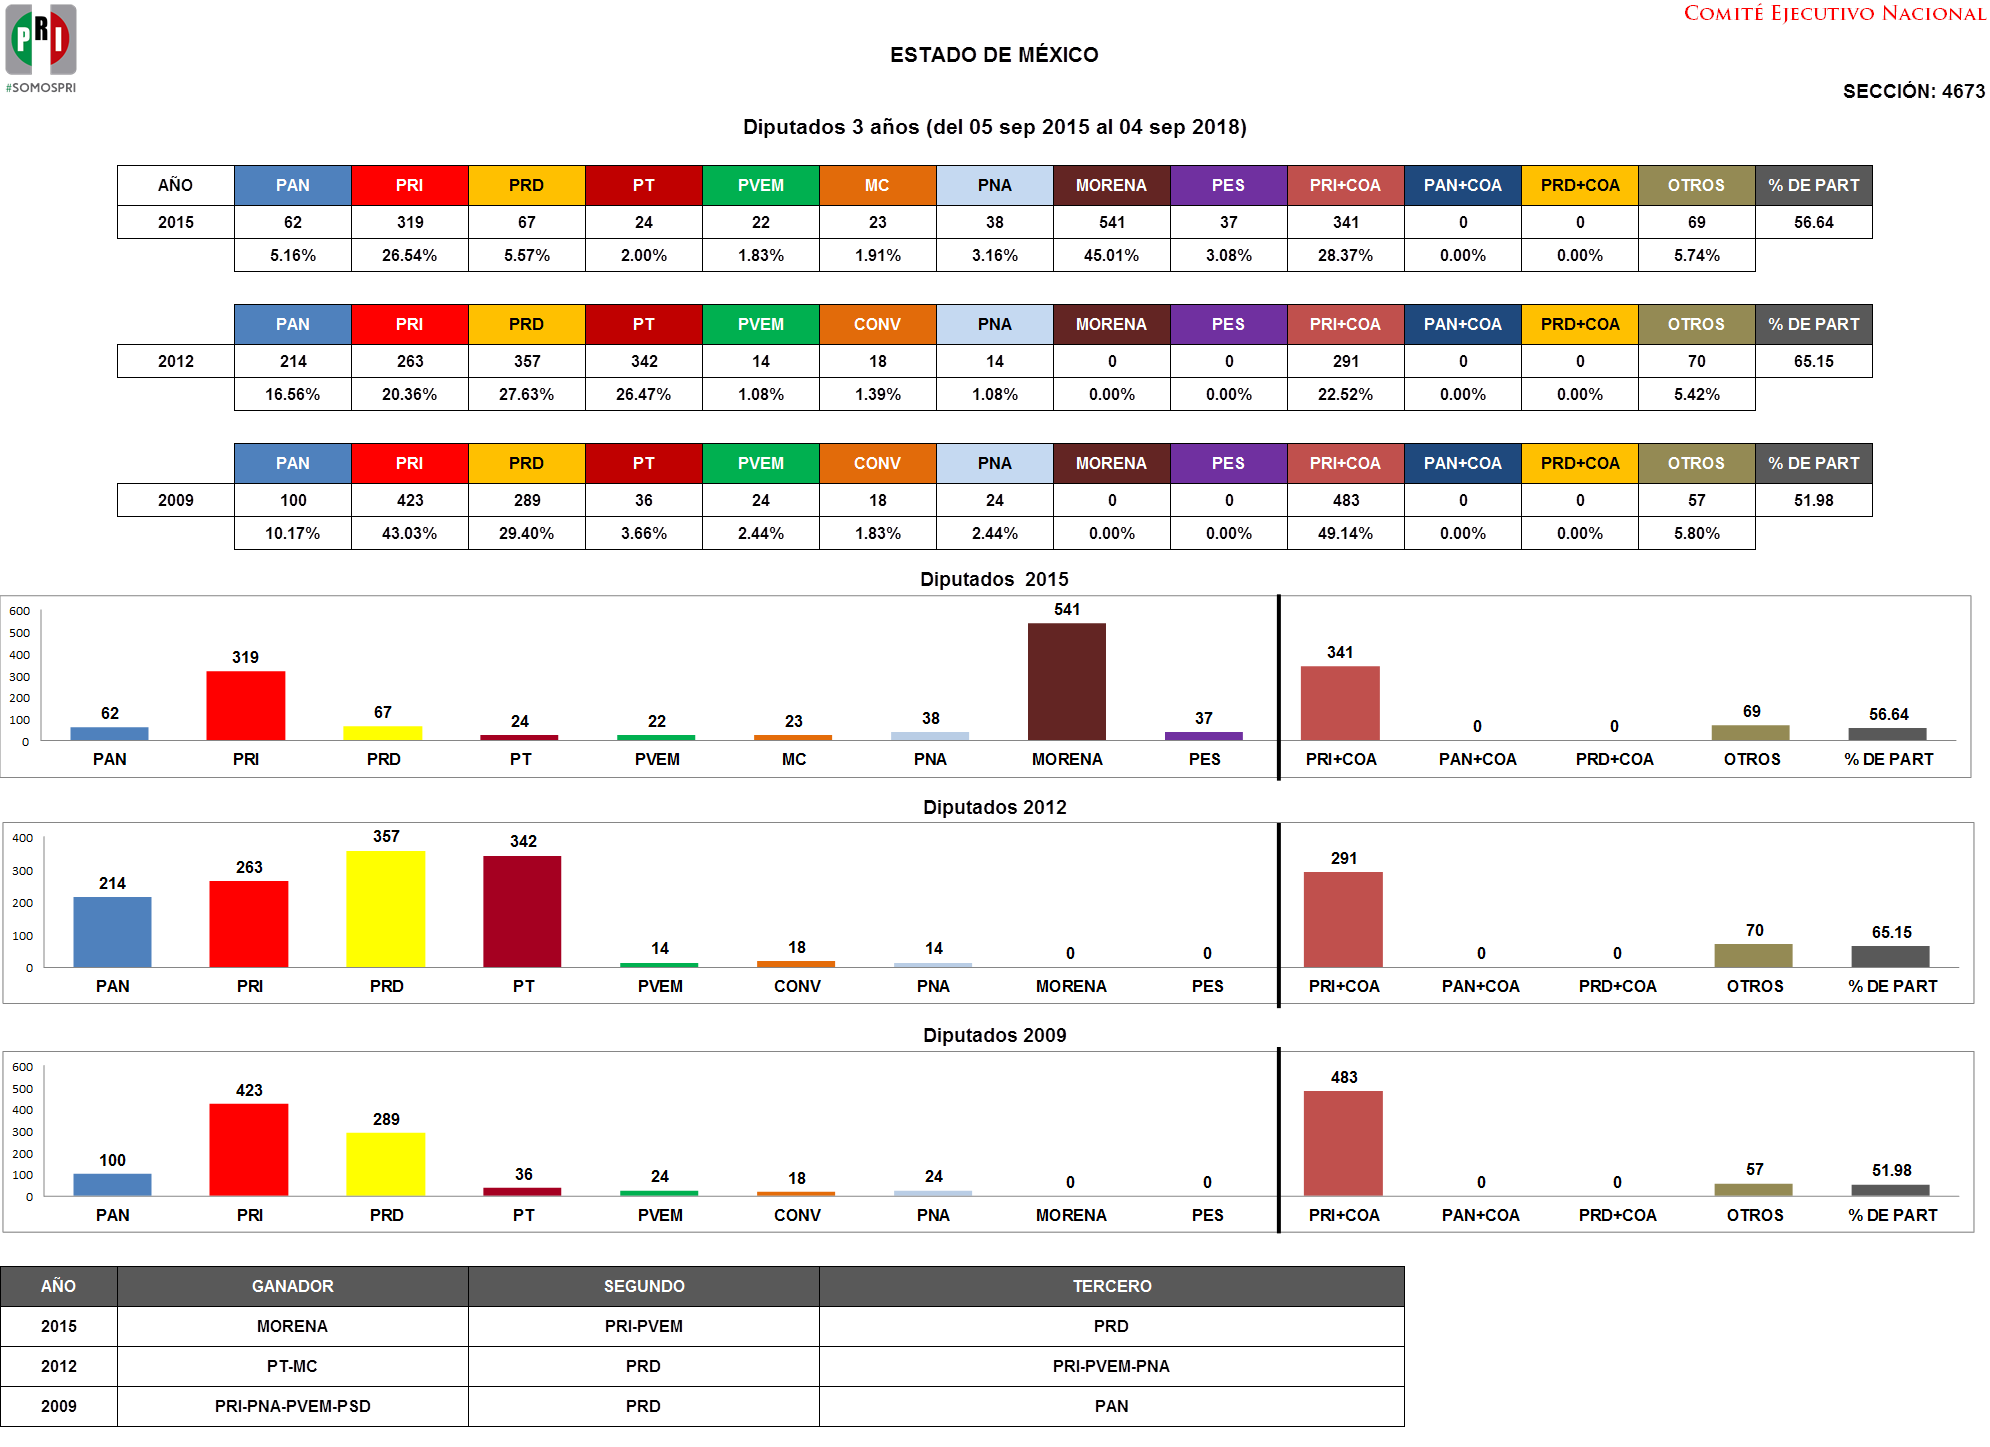 PRI
#SOMOSPRI
COMITÉ EJECUTIVO NACIONAL
ESTADO DE MÉXICO
SECCIÓN: 4673
Diputados 3 años (del 05 sep 2015 al 04 sep 2018)
AÑO PAN PRI PRD PT PVEM MC PNA MORENA PES PRI+COA PAN+COA PRD+COA OTROS % DE PART
2015 62 319 67 24 22 23 38 541 37 341 0 0 69 56.64
5.16% 26.54% 5.57% 2.00% 1.83% 1.91% 3.16% 45.01% 3.08% 28.37% 0.00% 0.00% 5.74%
PAN PRI PRD PT PVEM CONV PNA MORENA PES PRI+COA PAN+COA PRD+COA OTROS % DE PART
2012 214 263 357 342 14 18 14 0 0 291 0 0 70 65.15
16.56% 20.36% 27.63% 26.47% 1.08% 1.39% 1.08% 0.00% 0.00% 22.52% 0.00% 0.00% 5.42%
PAN PRI PRD PT PVEM CONV PNA MORENA PES PRI+COA PAN+COA PRD+COA OTROS % DE PART
2009 100 423 289 36 24 18 24 0 0 483 0 0 57 51.98
10.17% 43.03% 29.40% 3.66% 2.44% 1.83% 2.44% 0.00% 0.00% 49.14% 0.00% 0.00% 5.80%
Diputados 2015
600
500
400
300
200
100
0
62 319 67 24 22 23 38 541 37 341 0 0 69 56.64
PAN PRI PRD PT PVEM MC PNA MORENA PES PRI+COA PAN+COA PRD+COA OTROS % DE PART
Diputados 2012
400
300
200
100
0
214 263 357 342 14 18 14 0 0 291 0 0 70 65.15
PAN PRI PRD PT PVEM CONV PNA MORENA PES PRI+COA PAN+COA PRD+COA OTROS % DE PART
Diputados 2009
600
500
400
300
200
100
0
100 423 289 36 24 18 24 0 0 483 0 0 57 51.98
PAN PRI PRD PT PVEM CONV PNA MORENA PES PRI+COA PAN+COA PRD+COA OTROS % DE PART
AÑO GANADOR SEGUNDO TERCERO
2015 MORENA PRI-PVEM PRD
2012 PT-MC PRD PRI-PVEM-PNA
2009 PRI-PNA-PVEM-PSD PRD PAN